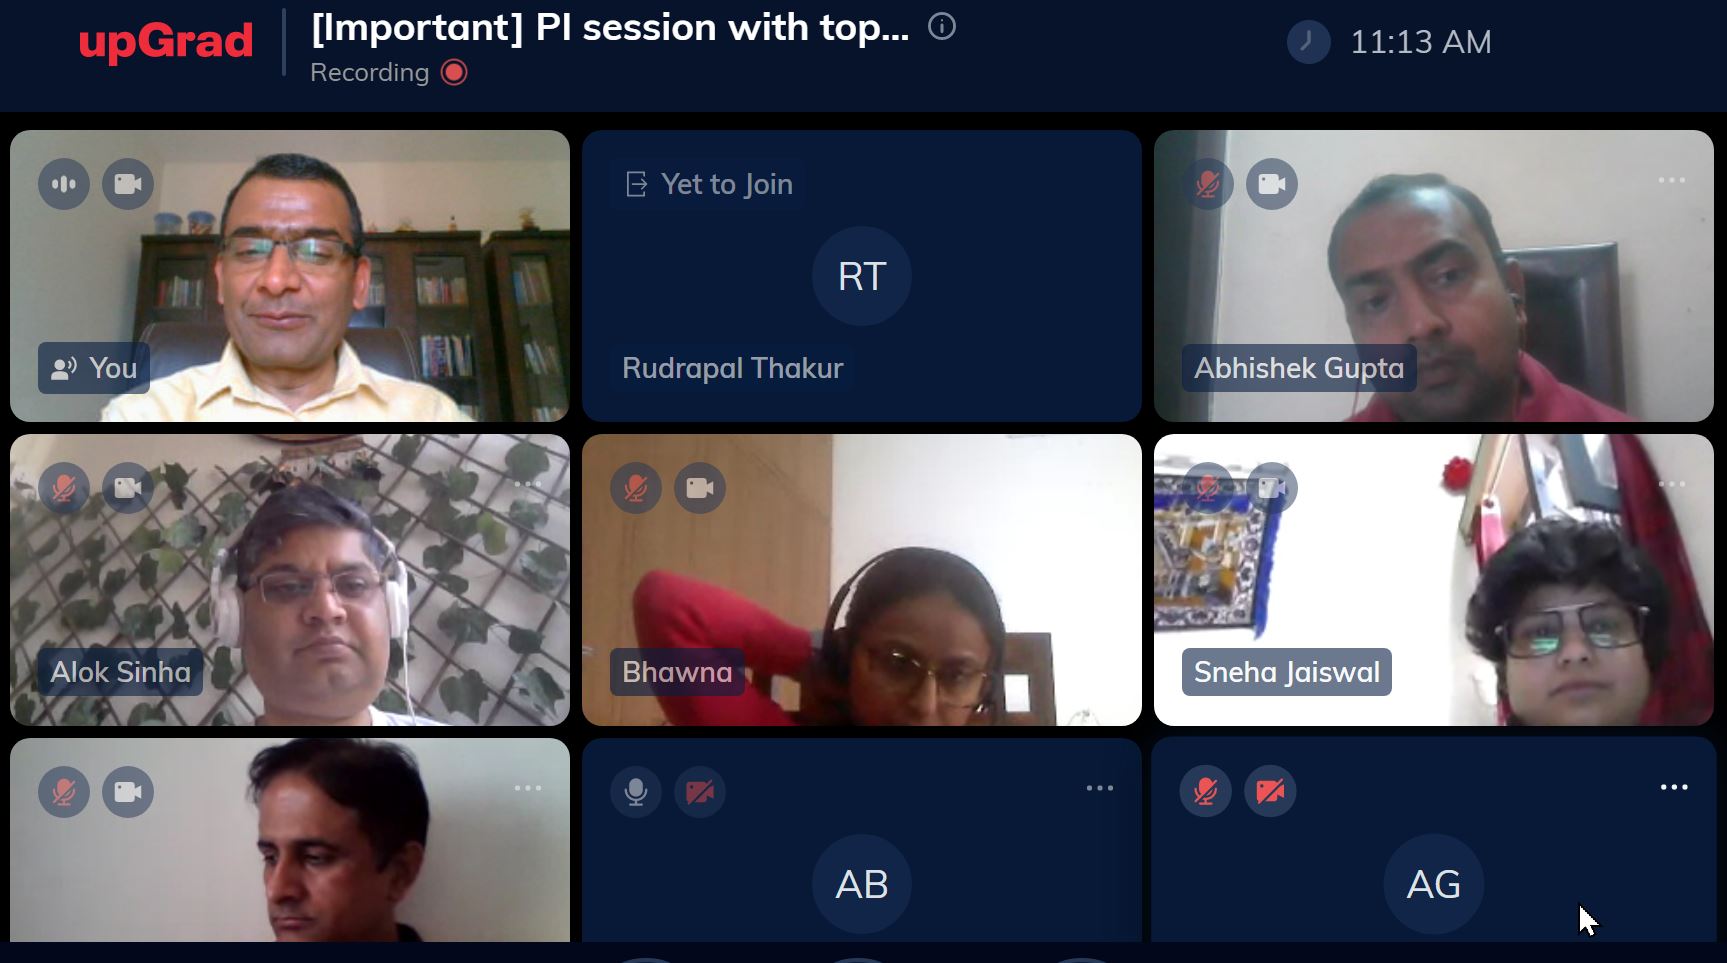 upGrad
[Important] PI session with top...
Recording
11:13 AM
You
Yet to Join
RT
Rudrapal Thakur
Abhishek Gupta
Alok Sinha
Bhawna
Sneha Jaiswal
AB
AG